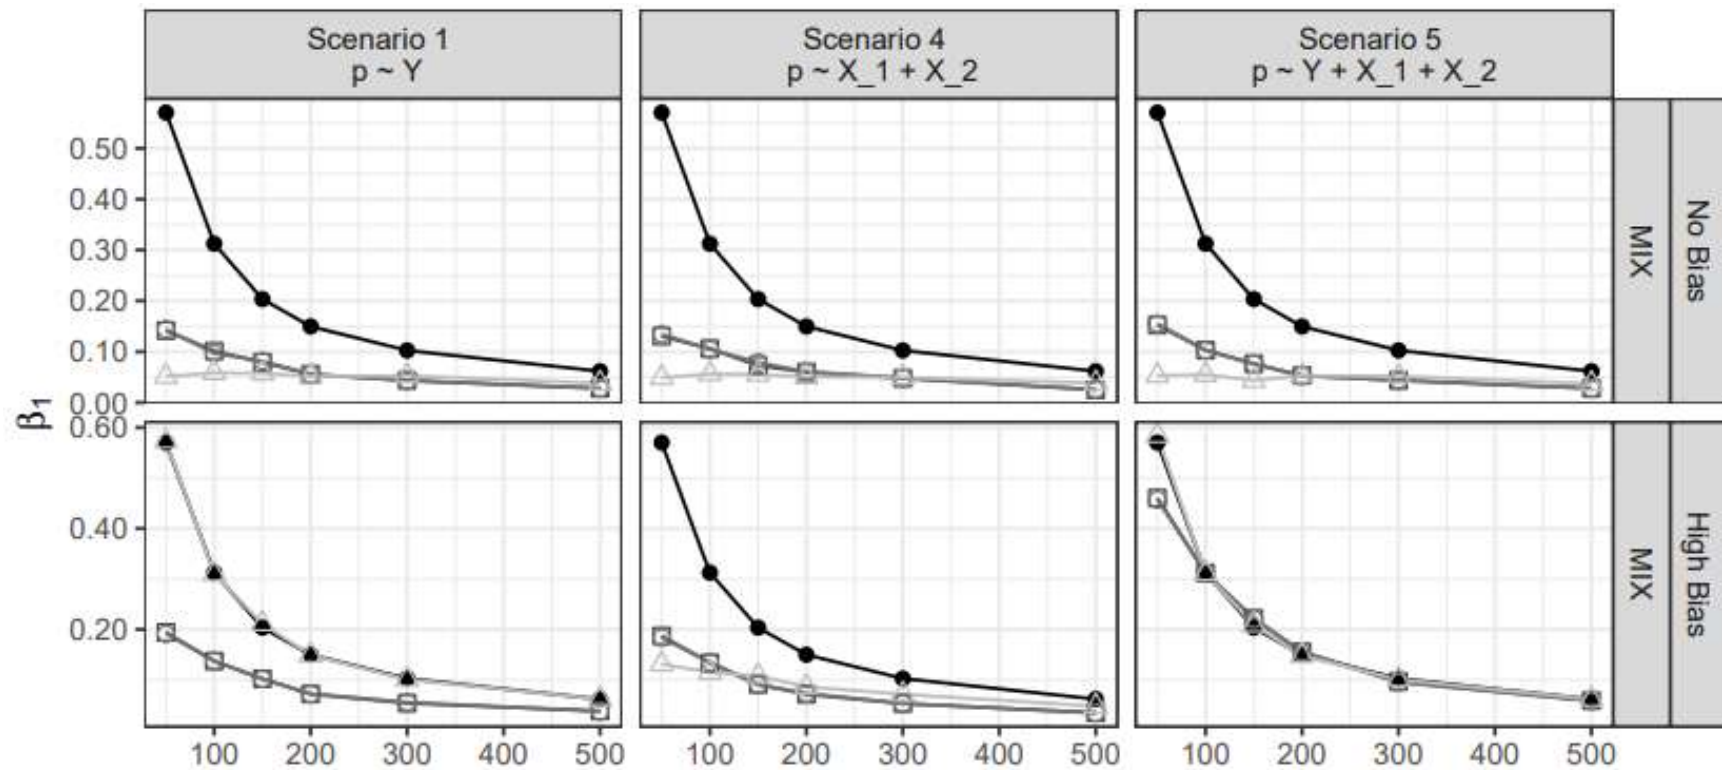 Scenario 1
p ~ Y
Scenario 4
p ~ X_1 + X_2
Scenario 5
p ~ Y + X_1 + X_2
0.50
0.40
0.30
0.20
0.10
0.00
MIX
No Bias
β₁
0.60
0.40
0.20
MIX
High Bias
100 200 300 400 500
100 200 300 400 500
100 200 300 400 500